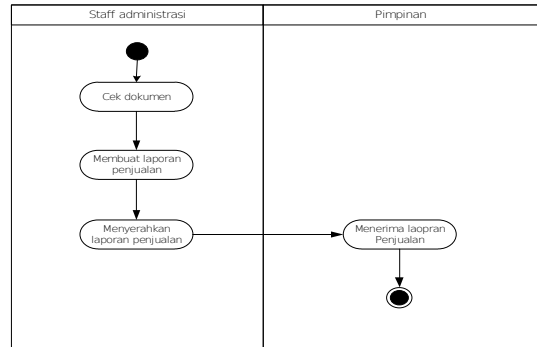 Staff administrasi
Pimpinan
Cek dokumen
Membuat laporan
penjualan
Menyerahkan
laporan penjualan
Menerima laopran
Penjualan